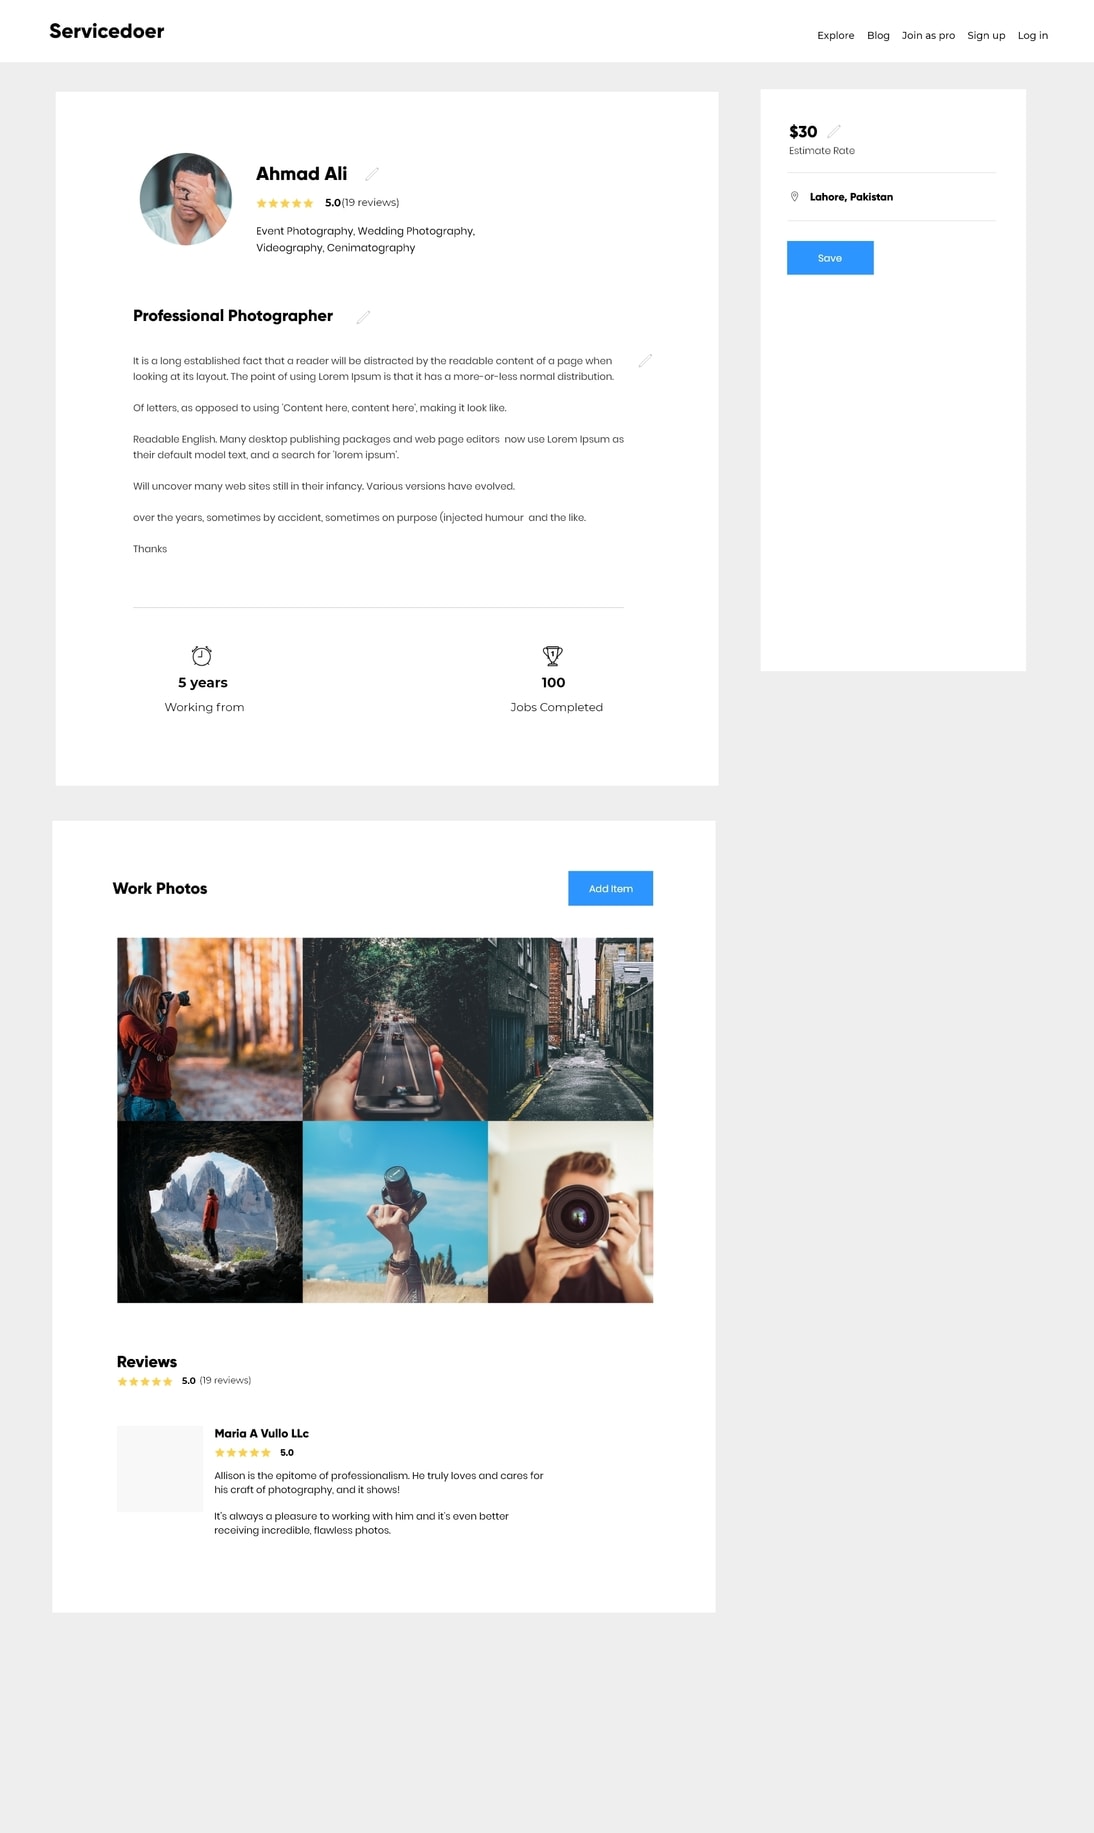 Servicedoer
Explore Blog Join as pro Sign up Log in
Ahmad Ali
5.0(19 reviews)
Event Photography, Wedding Photography,
Videography, Cenimatography
Professional Photographer
It is a long established fact that a reader will be distracted by the readable content of a page when
looking at its layout. The point of using Lorem Ipsum is that it has a more-or-less normal distribution.
Of letters, as opposed to using 'Content here, content here', making it look like.
Readable English. Many desktop publishing packages and web page editors now use Lorem Ipsum as
their default model text, and a search for 'lorem ipsum'.
Will uncover many web sites still in their infancy. Various versions have evolved.
over the years, sometimes by accident, sometimes on purpose (injected humour and the like.
Thanks
5 years
Working from
1
100
Jobs Completed
$30
Estimate Rate
Lahore, Pakistan
Save
Work Photos
Add Item
Reviews
5.0 (19 reviews)
Maria A Vullo LLc
5.0
Allison is the epitome of professionalism. He truly loves and cares for
his craft of photography, and it shows!
It's always a pleasure to working with him and it's even better
receiving incredible, flawless photos.